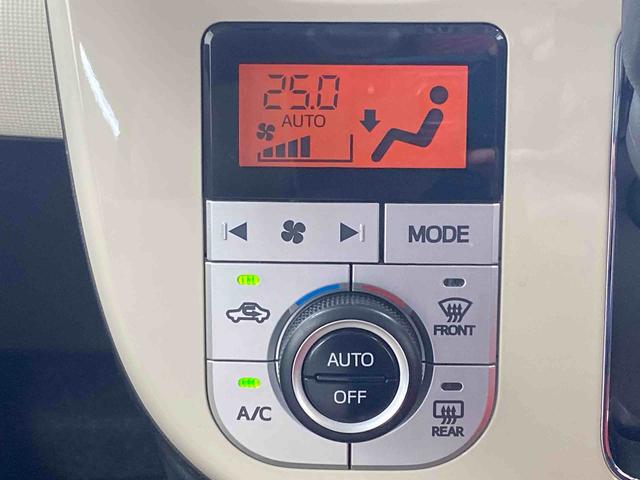 25.0
AUTO
MODE
FRONT
AUTO
OFF
A/C
REAR